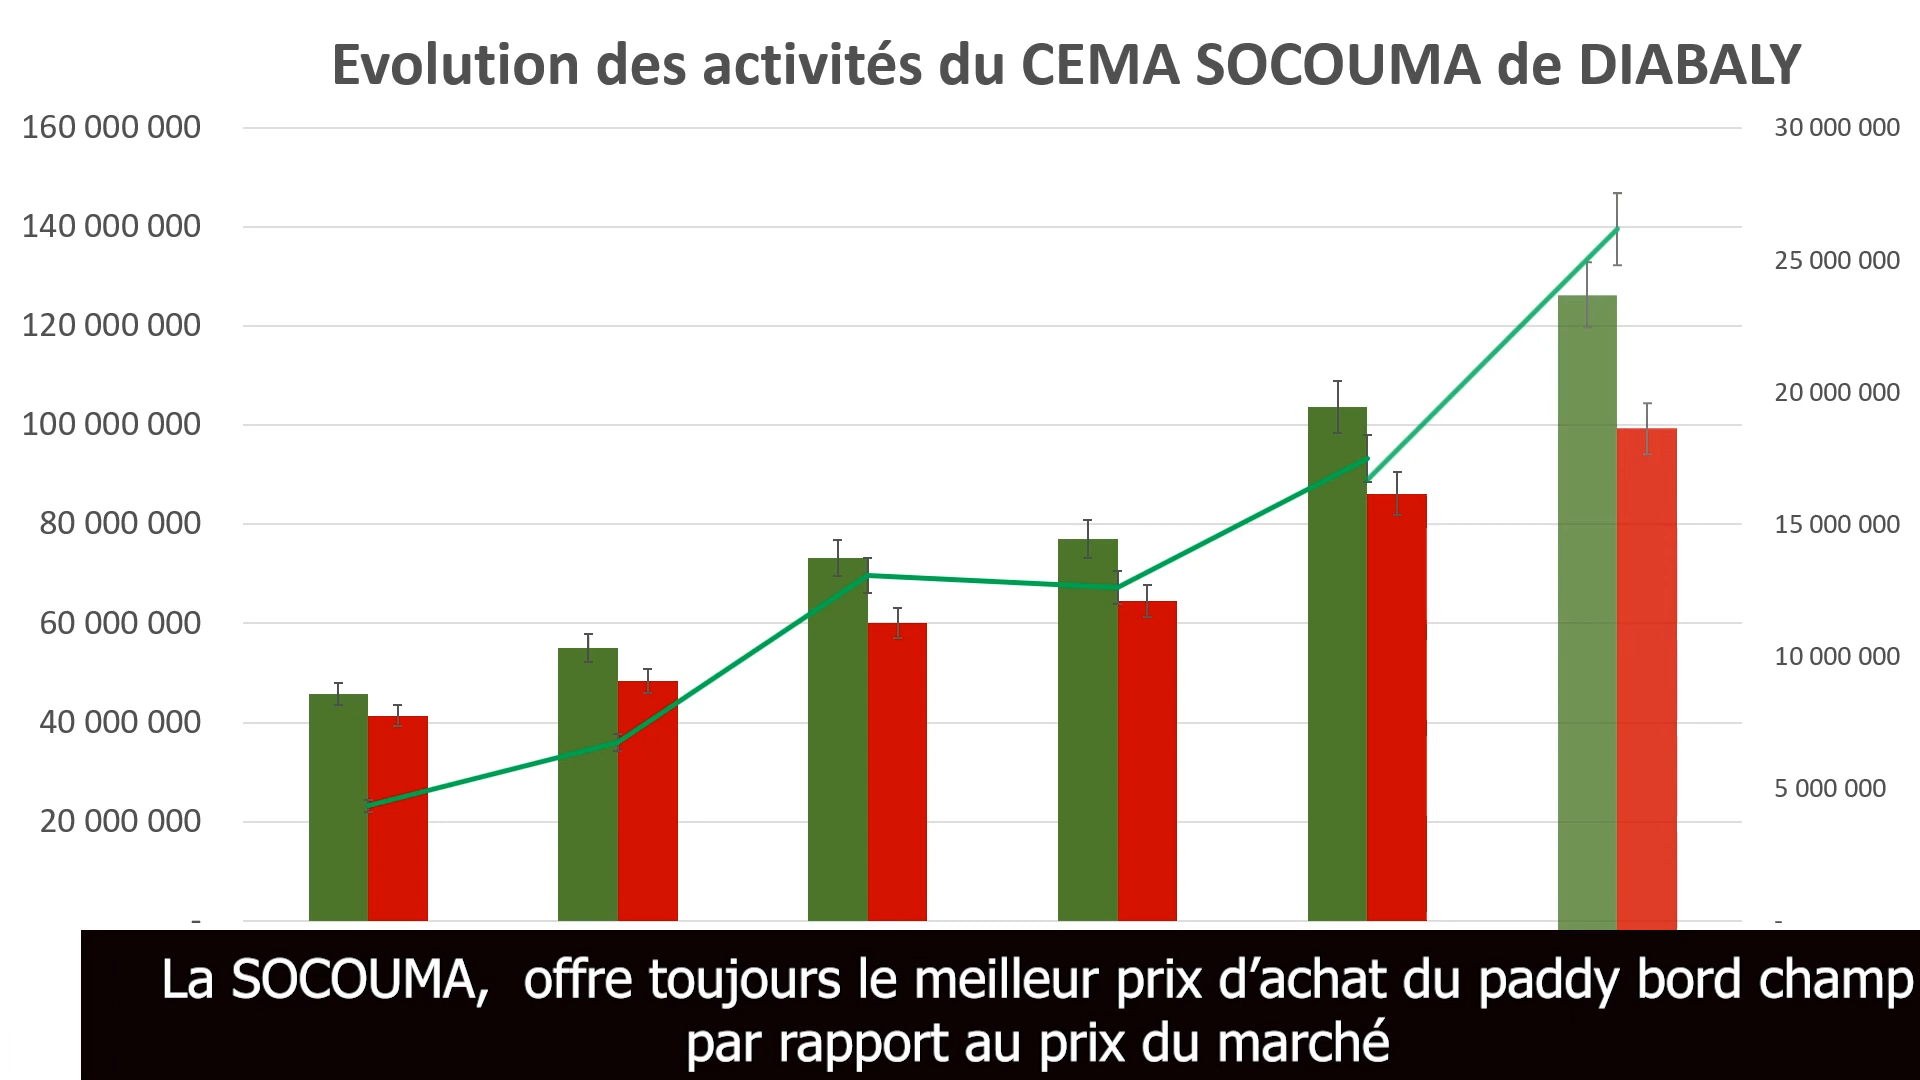 Evolution des activités du CEMA SOCOUMA de DIABALY
160 000 000
140 000 000
120 000 000
100 000 000
80 000 000
60 000 000
40 000 000
20 000 000
-
30 000 000
25 000 000
20 000 000
15 000 000
10 000 000
5 000 000
-
La SOCOUMA, offre toujours le meilleur prix d’achat du paddy bord champ
par rapport au prix du marché